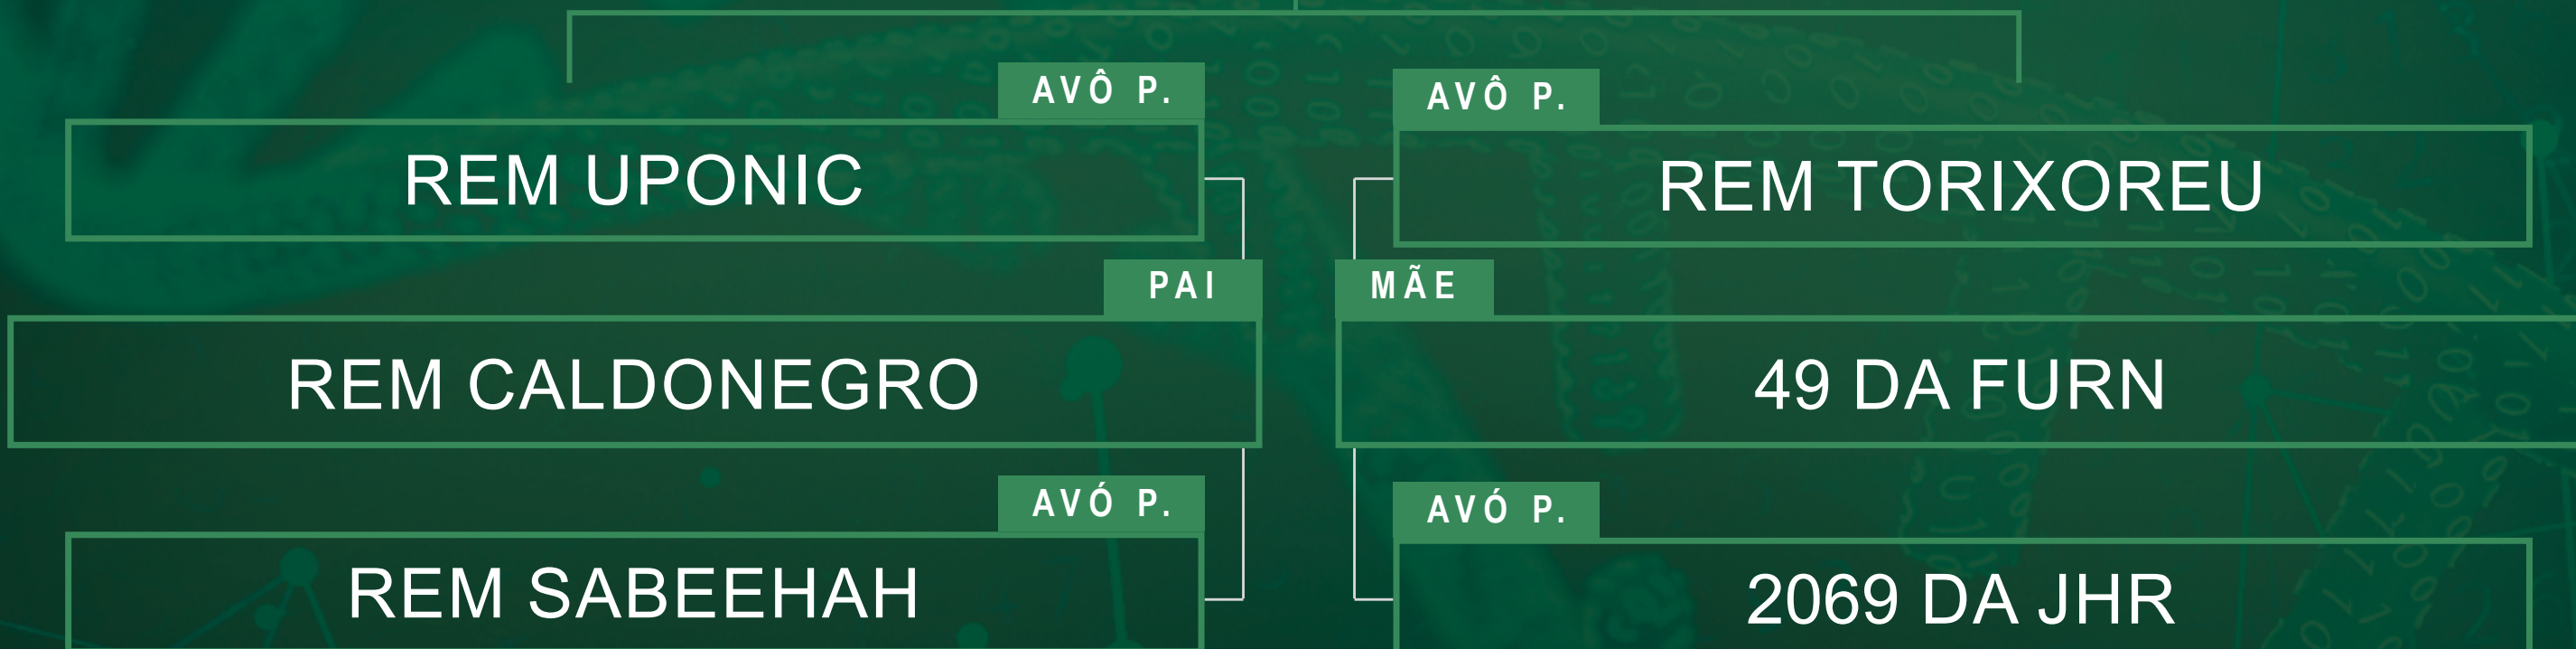 AVÔ P.
REM UPONIC
PAI
REM CALDONEGRO
AVÓ P.
REM SABEEHAH
AVÔ P.
REM TORIXOREU
MÃE
49 DA FURN
AVÓ P.
2069 DA JHR